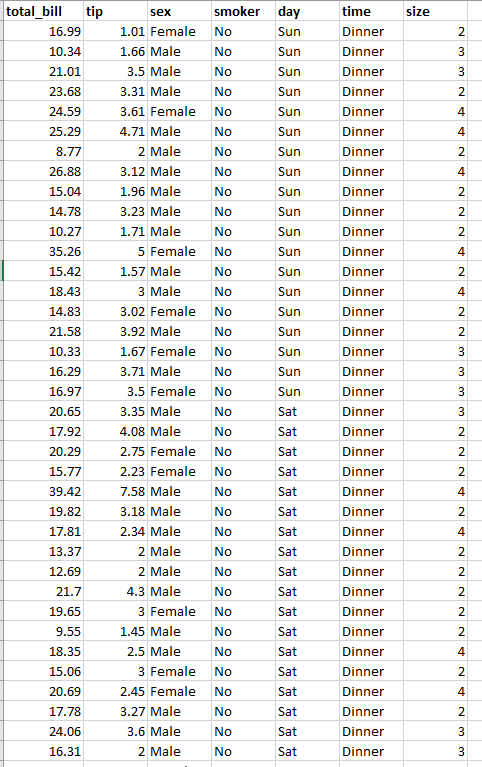 total_bill tip sex smoker day time size
16.99 1.01 Female No Sun Dinner 2
10.34 1.66 Male No Sun Dinner 3
21.01 3.5 Male No Sun Dinner 3
23.68 3.31 Male No Sun Dinner 2
24.59 3.61 Female No Sun Dinner 4
25.29 4.71 Male No Sun Dinner 4
8.77 2 Male No Sun Dinner 2
26.88 3.12 Male No Sun Dinner 4
15.04 1.96 Male No Sun Dinner 2
14.78 3.23 Male No Sun Dinner 2
10.27 1.71 Male No Sun Dinner 2
35.26 5 Female No Sun Dinner 4
15.42 1.57 Male No Sun Dinner 2
18.43 3 Male No Sun Dinner 4
14.83 3.02 Female No Sun Dinner 2
21.58 3.92 Male No Sun Dinner 2
10.33 1.67 Female No Sun Dinner 3
16.29 3.71 Male No Sun Dinner 3
16.97 3.5 Female No Sun Dinner 3
20.65 3.35 Male No Sat Dinner 3
17.92 4.08 Male No Sat Dinner 2
20.29 2.75 Female No Sat Dinner 2
15.77 2.23 Female No Sat Dinner 2
39.42 7.58 Male No Sat Dinner 4
19.82 3.18 Male No Sat Dinner 2
17.81 2.34 Male No Sat Dinner 4
13.37 2 Male No Sat Dinner 2
12.69 2 Male No Sat Dinner 2
21.7 4.3 Male No Sat Dinner 2
19.65 3 Female No Sat Dinner 2
9.55 1.45 Male No Sat Dinner 2
18.35 2.5 Male No Sat Dinner 4
15.06 3 Female No Sat Dinner 2
20.69 2.45 Female No Sat Dinner 4
17.78 3.27 Male No Sat Dinner 2
24.06 3.6 Male No Sat Dinner 3
16.31 2 Male No Sat Dinner 3